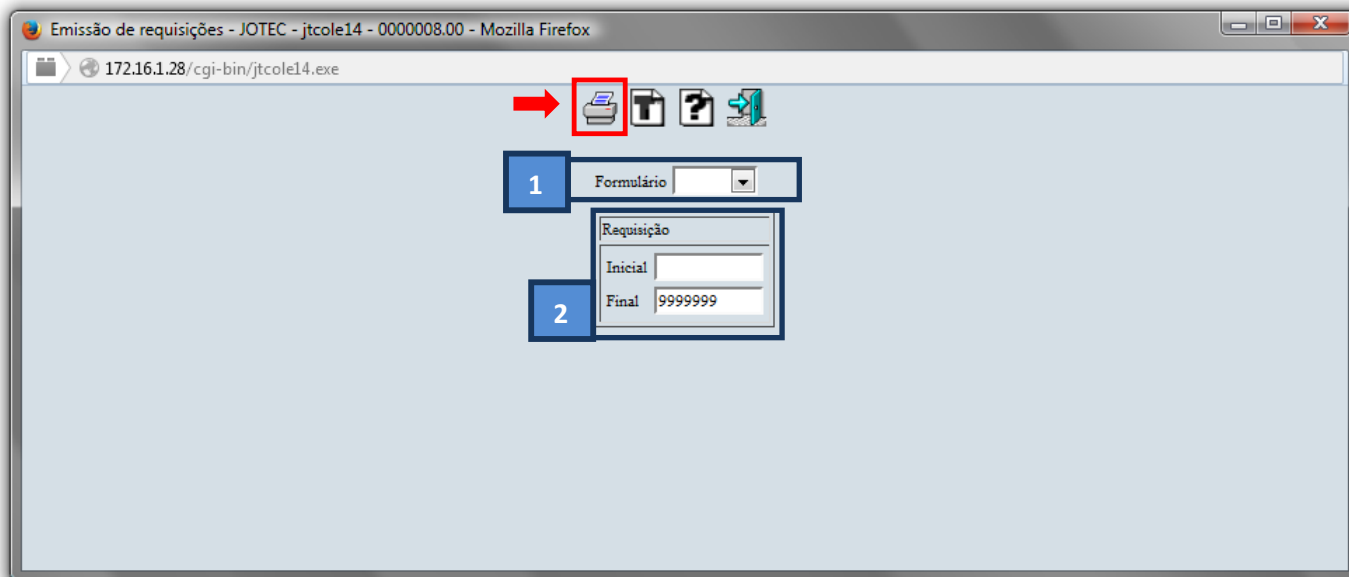 Emissão de requisições - JOTEC - jtcole14 - 0000008.00 - Mozilla Firefox
172.16.1.28/cgi-bin/jtcole14.exe
T ?
1 Formulário
Requisição
Inicial
2 Final 9999999